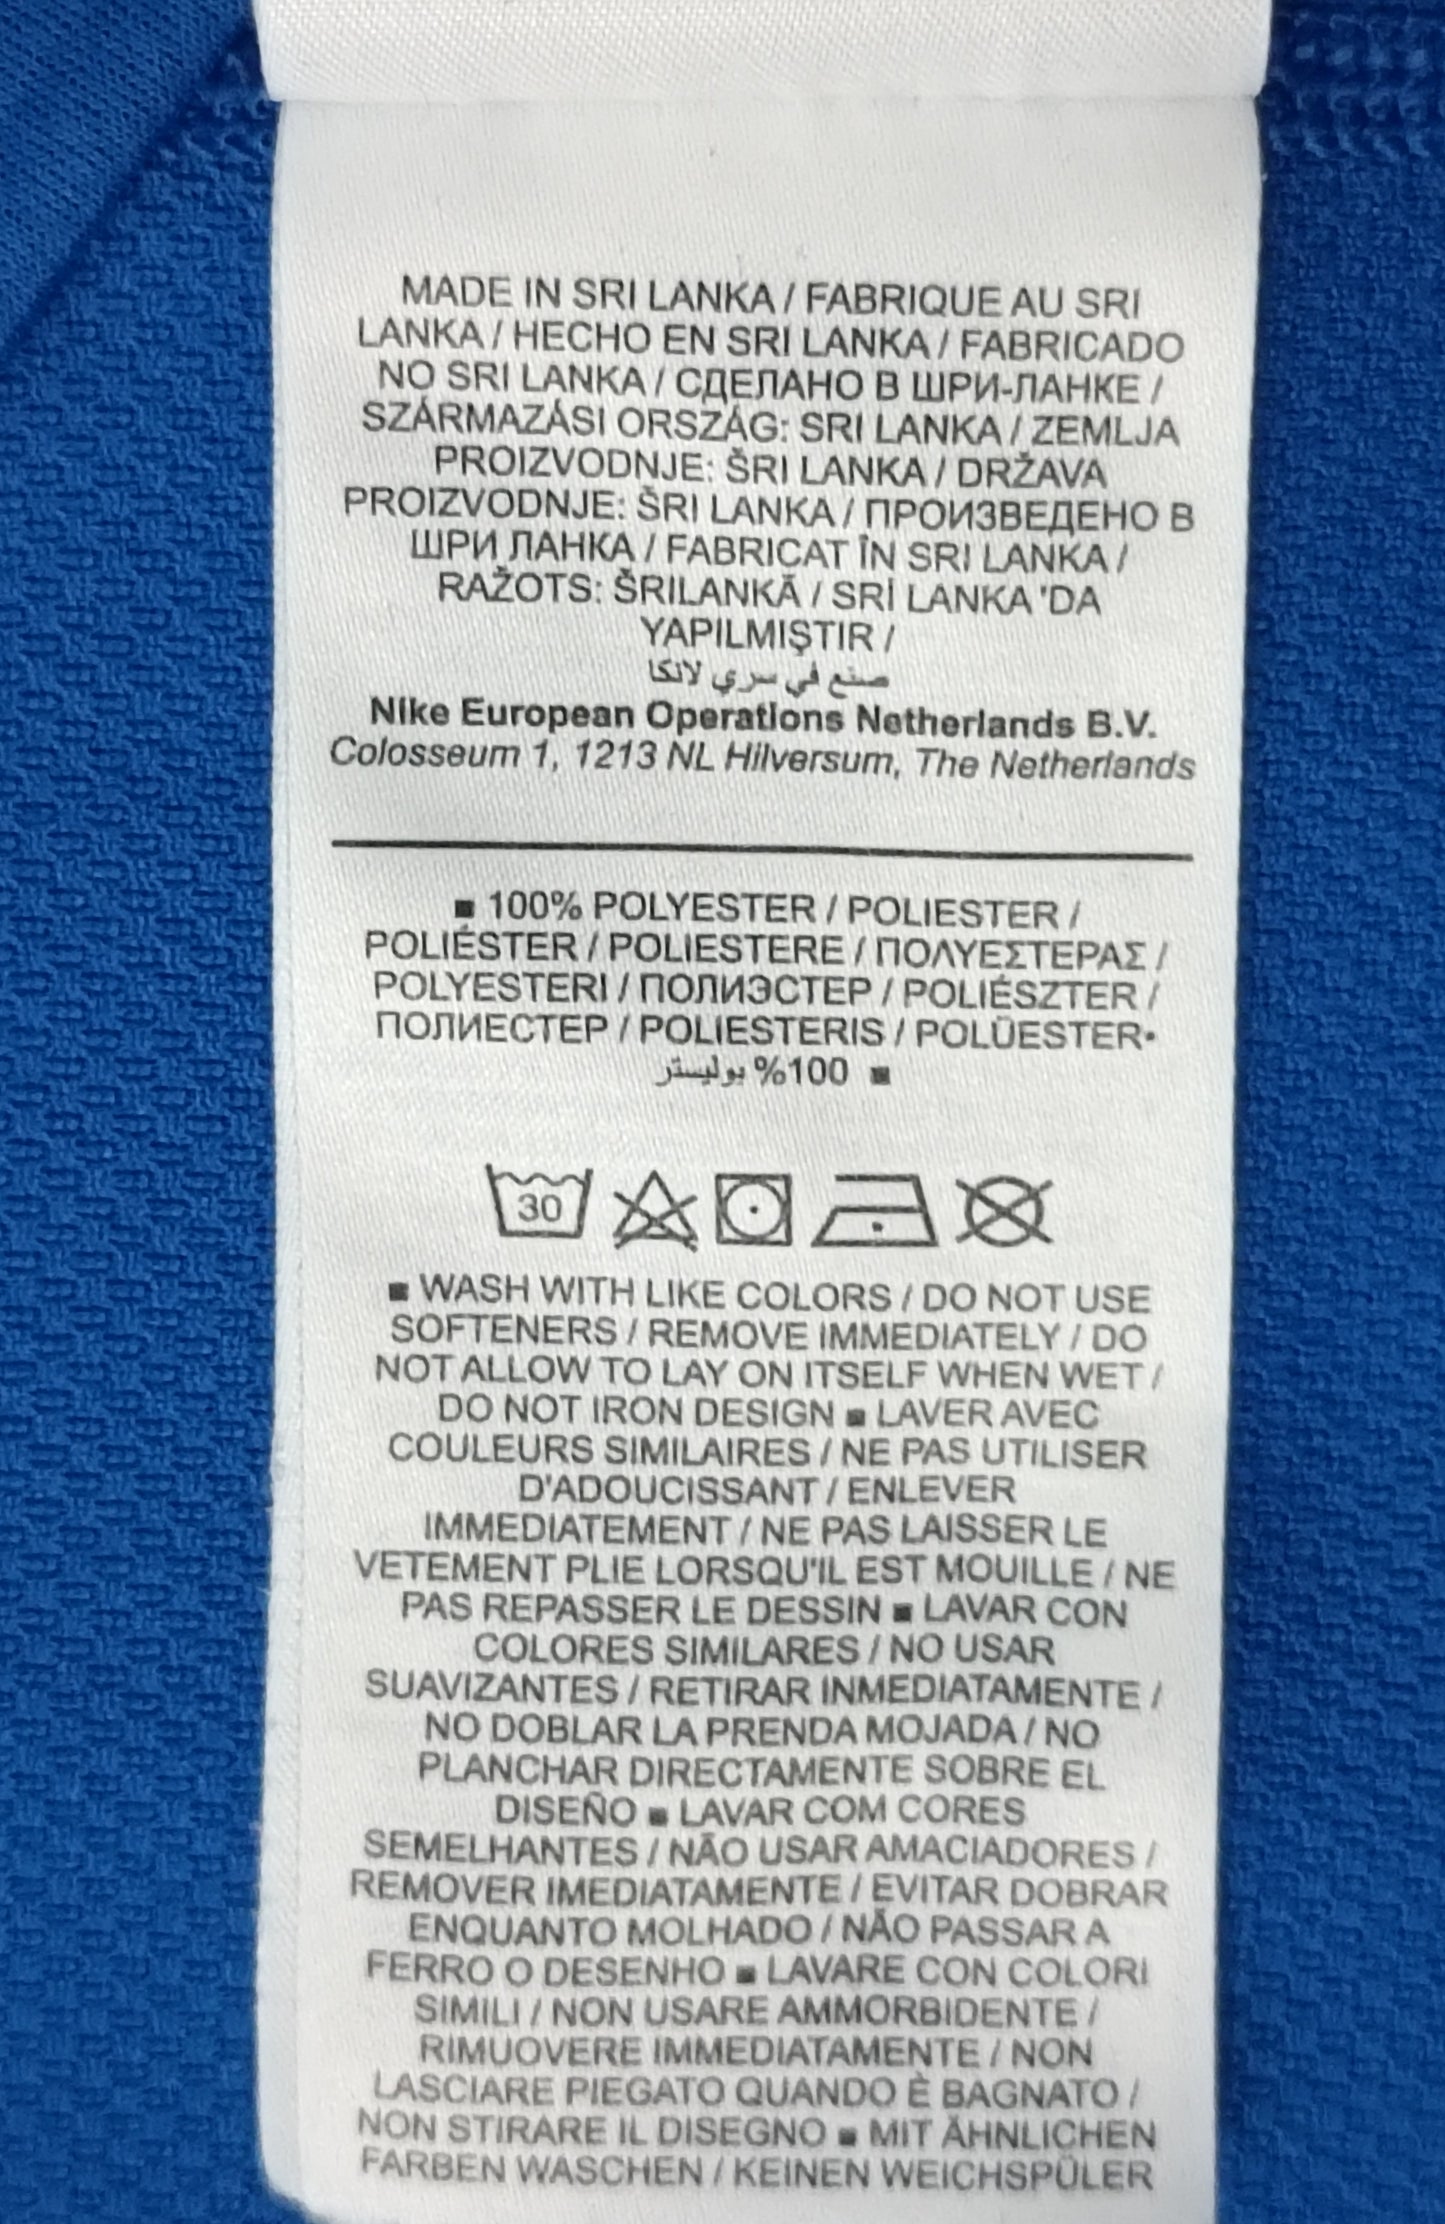 MADE IN SRI LANKA / FABRIQUE AU SRI
LANKA / HECHO EN SRI LANKA / FABRICADO
NO SRI LANKA / СДЕЛАНО В ШРИ-ЛАНКЕ /
SZÁRMAZÁSI ORSZÁG: SRI LANKA / ZEMLJA
PROIZVODNJE: ŠRI LANKA / DRŽAVA
PROIZVODNJE: ŠRI LANKA / ПРОИЗВЕДЕНО В
ШРИ ЛАНКА / FABRICAT ÎN SRI LANKA /
RAŽOTS: ŠRILANKĀ / SRİ LANKA 'DA
YAPILMIŞTIR /
صنع في سري لانكا
Nike European Operations Netherlands B.V.
Colosseum 1, 1213 NL Hilversum, The Netherlands
■ 100% POLYESTER / POLIESTER /
POLIÉSTER / POLIESTERE / ΠΟΛΥΕΣΤΕΡΑΣ /
POLYESTERI / ПОЛИЭСТЕР / POLIÉSZTER /
ПОЛИЕСТЕР / POLIESTERIS / POLÜESTER•
■ 100% بوليستر
30
■ WASH WITH LIKE COLORS / DO NOT USE
SOFTENERS / REMOVE IMMEDIATELY / DO
NOT ALLOW TO LAY ON ITSELF WHEN WET /
DO NOT IRON DESIGN ■ LAVER AVEC
COULEURS SIMILAIRES / NE PAS UTILISER
D'ADOUCISSANT / ENLEVER
IMMEDIATEMENT / NE PAS LAISSER LE
VETEMENT PLIE LORSQU'IL EST MOUILLE / NE
PAS REPASSER LE DESSIN ■ LAVAR CON
COLORES SIMILARES / NO USAR
SUAVIZANTES / RETIRAR INMEDIATAMENTE /
NO DOBLAR LA PRENDA MOJADA / NO
PLANCHAR DIRECTAMENTE SOBRE EL
DISEÑO ■ LAVAR COM CORES
SEMELHANTES / NÃO USAR AMACIADORES /
REMOVER IMEDIATAMENTE / EVITAR DOBRAR
ENQUANTO MOLHADO / NÃO PASSAR A
FERRO O DESENHO ■ LAVARE CON COLORI
SIMILI / NON USARE AMMORBIDENTE /
RIMUOVERE IMMEDIATAMENTE / NON
LASCIARE PIEGATO QUANDO È BAGNATO /
NON STIRARE IL DISEGNO ■ MIT ÄHNLICHEN
FARBEN WASCHEN / KEINEN WEICHSPÜLER